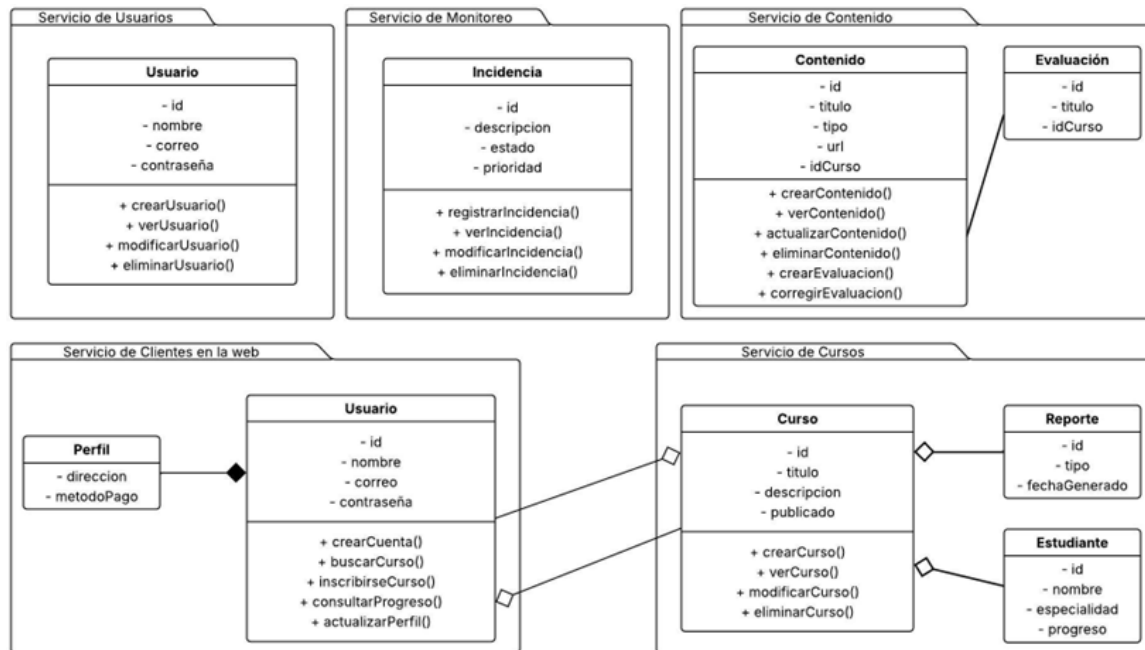 Servicio de Usuarios
Usuario
- id
- nombre
- correo
- contraseña
+ crearUsuario()
+ verUsuario()
+ modificarUsuario()
+ eliminarUsuario()
Servicio de Monitoreo
Incidencia
- id
- descripcion
- estado
- prioridad
+ registrarIncidencia()
+ verIncidencia()
+ modificarIncidencia()
+ eliminarIncidencia()
Servicio de Contenido
Contenido
- id
- titulo
- tipo
- url
- idCurso
+ crearContenido()
+ verContenido()
+ actualizarContenido()
+ eliminarContenido()
+ crearEvaluacion()
+ corregirEvaluacion()
Evaluación
- id
- titulo
- idCurso
Servicio de Clientes en la web
Perfil
- direccion
- metodoPago
Usuario
- id
- nombre
- correo
- contraseña
+ crearCuenta()
+ buscarCurso()
+ inscribirseCurso()
+ consultarProgreso()
+ actualizarPerfil()
Servicio de Cursos
Curso
- id
- titulo
- descripcion
- publicado
+ crearCurso()
+ verCurso()
+ modificarCurso()
+ eliminarCurso()
Reporte
- id
- tipo
- fechaGenerado
Estudiante
- id
- nombre
- especialidad
- progreso